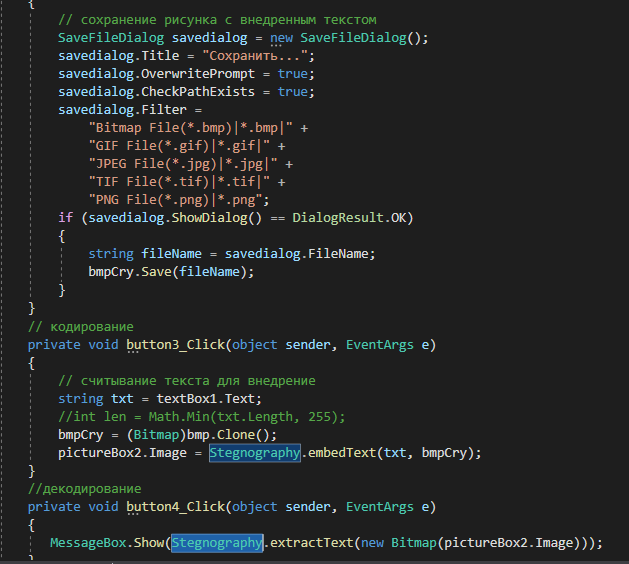 {
// сохранение рисунка с внедренным текстом
SaveFileDialog savedialog = new SaveFileDialog();
savedialog.Title = "Сохранить...";
savedialog.OverwritePrompt = true;
savedialog.CheckPathExists = true;
savedialog.Filter =
"Bitmap File(*.bmp)|*.bmp|" +
"GIF File(*.gif)|*.gif|" +
"JPEG File(*.jpg)|*.jpg|" +
"TIF File(*.tif)|*.tif|" +
"PNG File(*.png)|*.png";
if (savedialog.ShowDialog() == DialogResult.OK)
{
string fileName = savedialog.FileName;
bmpCry.Save(fileName);
}
}
// кодирование
private void button3_Click(object sender, EventArgs e)
{
// считывание текста для внедрение
string txt = textBox1.Text;
//int len = Math.Min(txt.Length, 255);
bmpCry = (Bitmap)bmp.Clone();
pictureBox2.Image = Stegnography.embedText(txt, bmpCry);
}
//декодирование
private void button4_Click(object sender, EventArgs e)
{
MessageBox.Show(Stegnography.extractText(new Bitmap(pictureBox2.Image)));
}